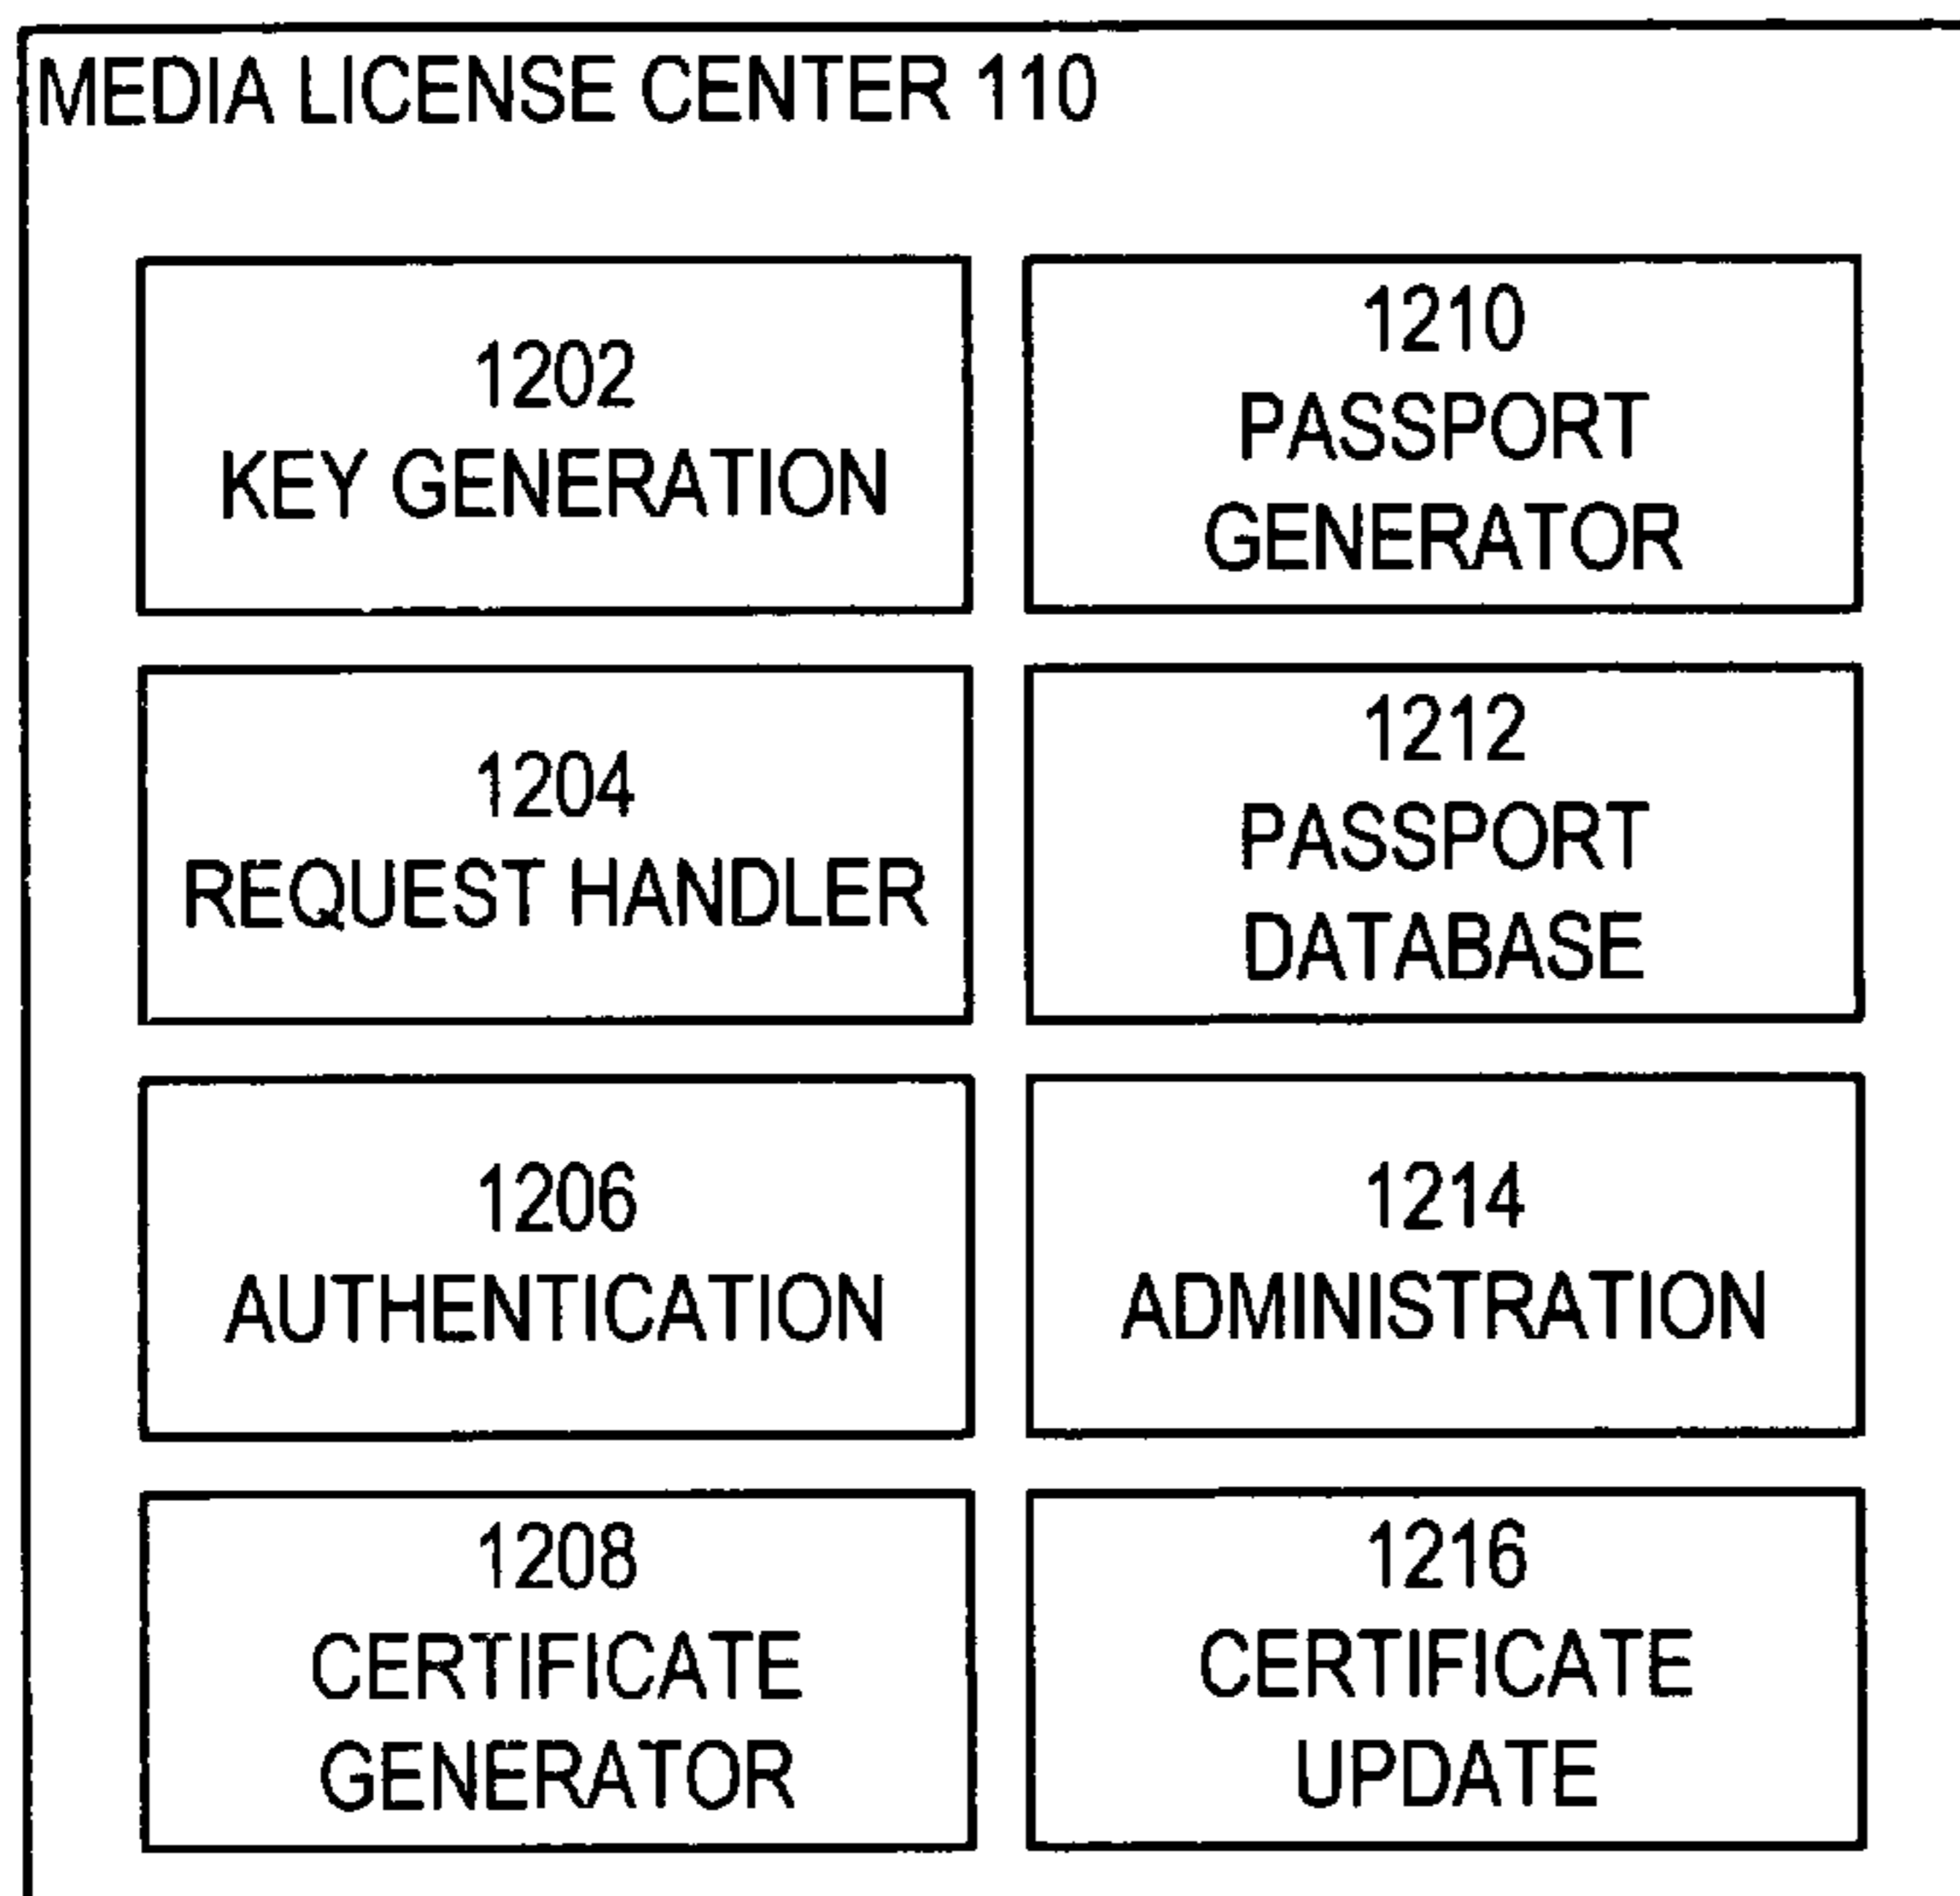 MEDIA LICENSE CENTER 110
1202
KEY GENERATION
1210
PASSPORT
GENERATOR
1204
REQUEST HANDLER
1212
PASSPORT
DATABASE
1206
AUTHENTICATION
1214
ADMINISTRATION
1208
CERTIFICATE
GENERATOR
1216
CERTIFICATE
UPDATE